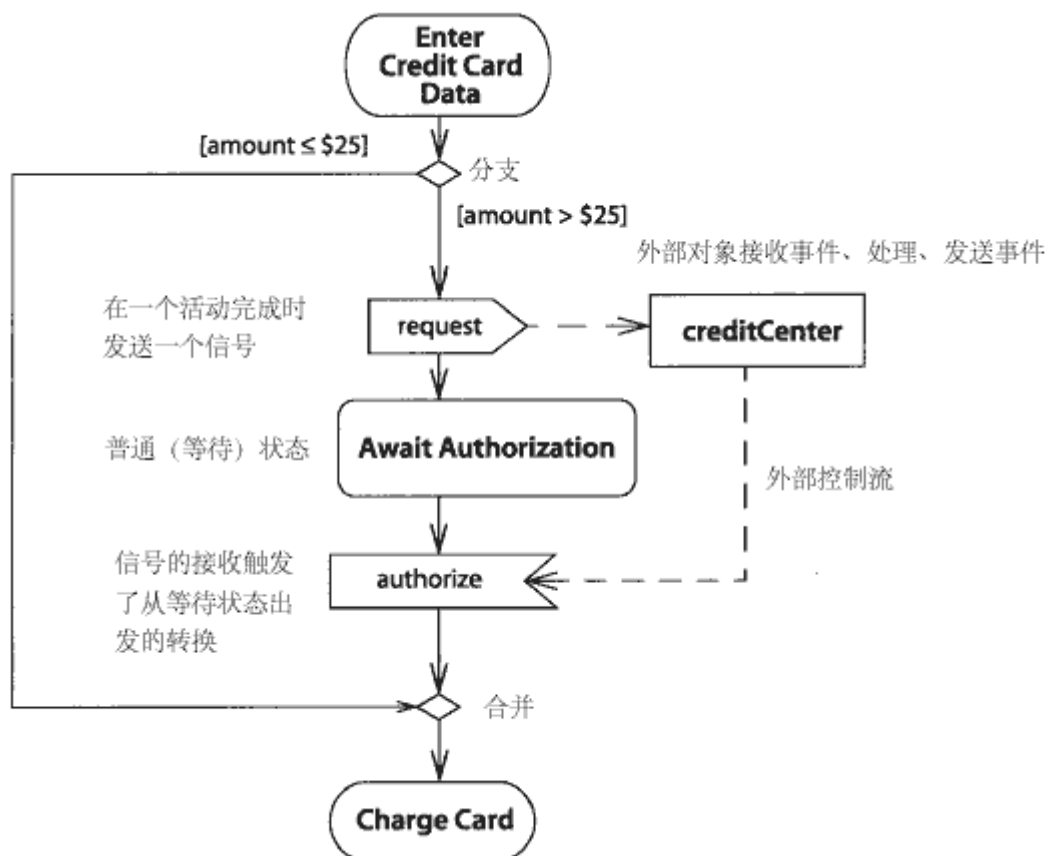 Enter
Credit Card
Data
[amount ≤ $25]
分支
[amount > $25]
外部对象接收事件、处理、发送事件
在一个活动完成时
发送一个信号
request
creditCenter
普通（等待）状态
Await Authorization
外部控制流
信号的接收触发
了从等待状态出
发的转换
authorize
合并
Charge Card